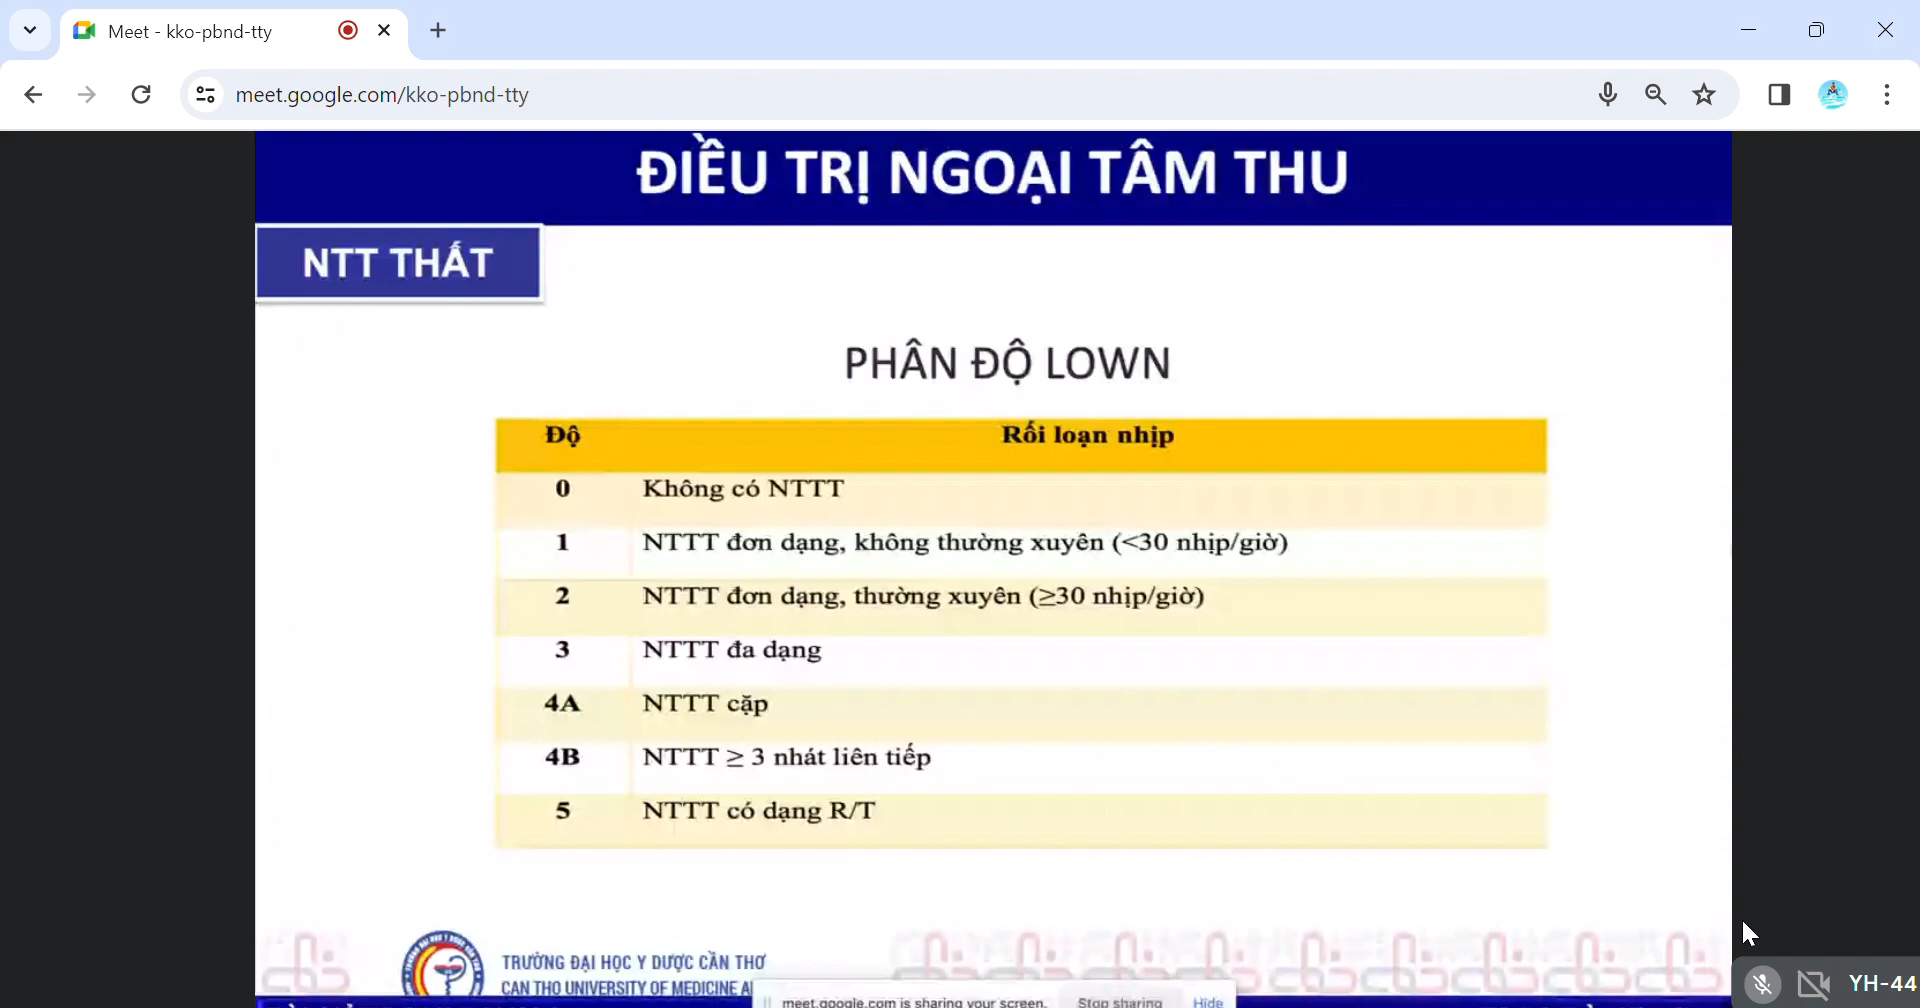 Meet - kko-pbnd-tty
meet.google.com/kko-pbnd-tty
ĐIỀU TRỊ NGOẠI TÂM THU
NTT THẤT
PHÂN ĐỘ LOWN
Độ Rối loạn nhịp
0 Không có NTTT
1 NTTT đơn dạng, không thường xuyên (<30 nhịp/giờ)
2 NTTT đơn dạng, thường xuyên (≥30 nhịp/giờ)
3 NTTT đa dạng
4A NTTT cặp
4B NTTT ≥ 3 nhát liên tiếp
5 NTTT có dạng R/T
TRƯỜNG ĐẠI HỌC Y DƯỢC CẦN THƠ
CAN THO UNIVERSITY OF MEDICINE
meet.google.com is sharing your screen. Stop sharing Hide
YH-44